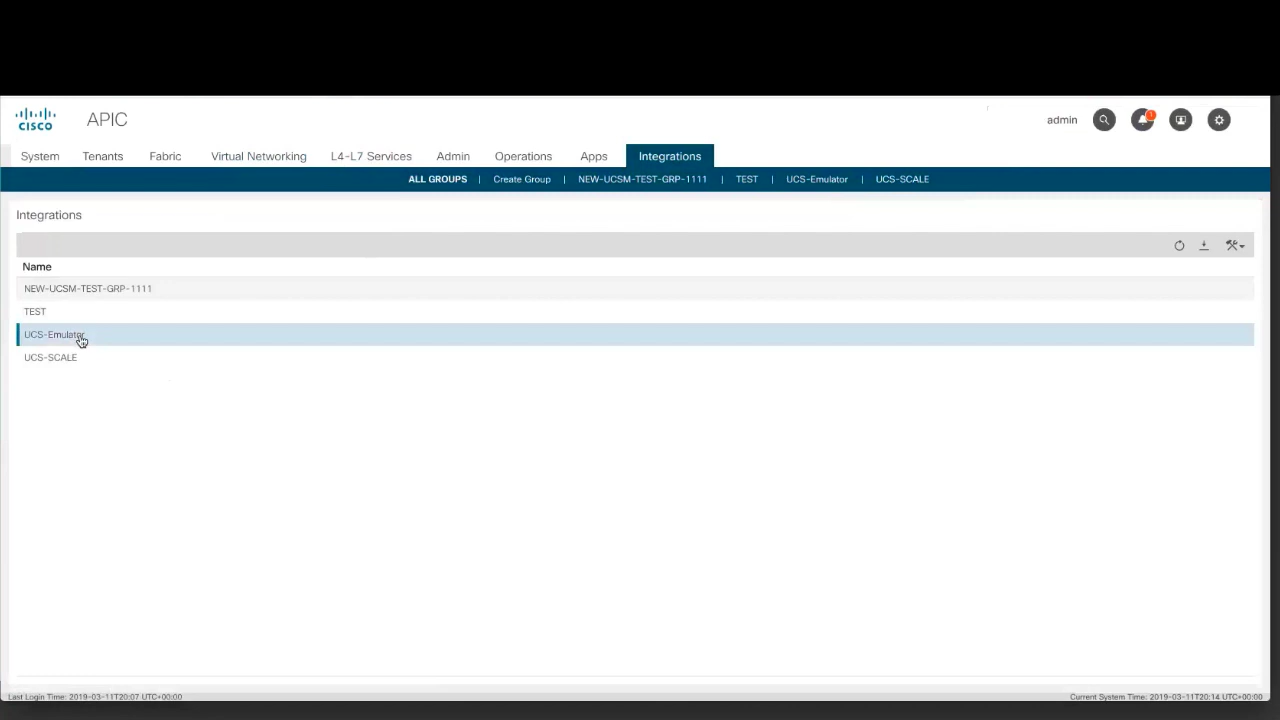 CISCO APIC admin 1
System Tenants Fabric Virtual Networking L4-L7 Services Admin Operations Apps Integrations
ALL GROUPS | Create Group | NEW-UCSM-TEST-GRP-1111 | TEST | UCS-Emulator | UCS-SCALE
Integrations
Name
NEW-UCSM-TEST-GRP-1111
TEST
UCS-Emulator
UCS-SCALE
Last Login Time: 2019-03-11T20:07 UTC+00:00 Current System Time: 2019-03-11T20:14 UTC+00:00